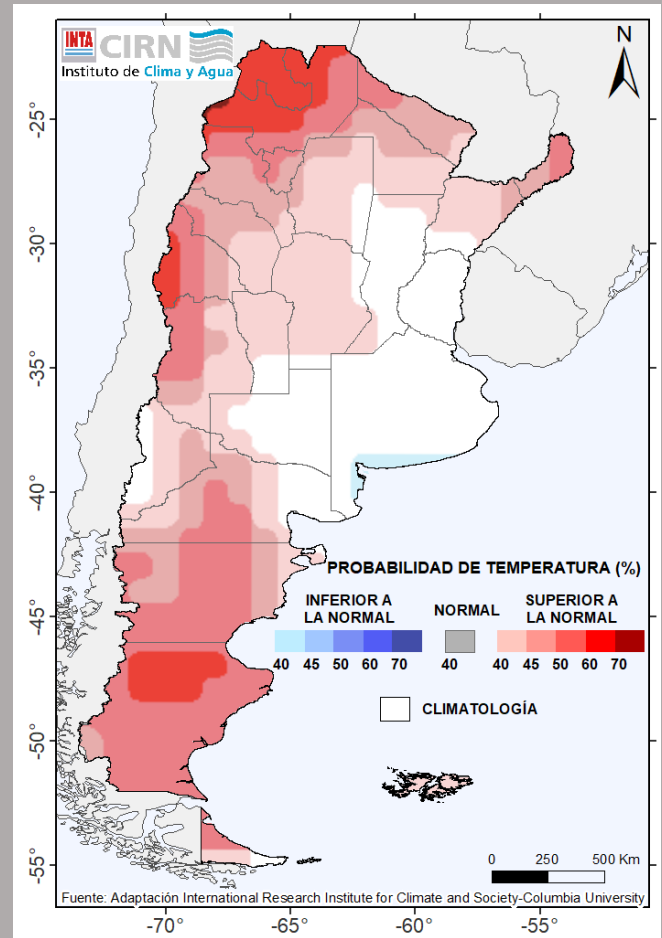 INTA CIRN
Instituto de Clima y Agua
N
25°
30°
35°
40°
45°
50°
55°
PROBABILIDAD DE TEMPERATURA (%)
INFERIOR A
LA NORMAL
NORMAL
SUPERIOR A
LA NORMAL
40 45 50 60 70
40
40 45 50 60 70
CLIMATOLOGÍA
0 250 500 Km
Fuente: Adaptación International Research Institute for Climate and Society-Columbia University
-70° -65° -60° -55°